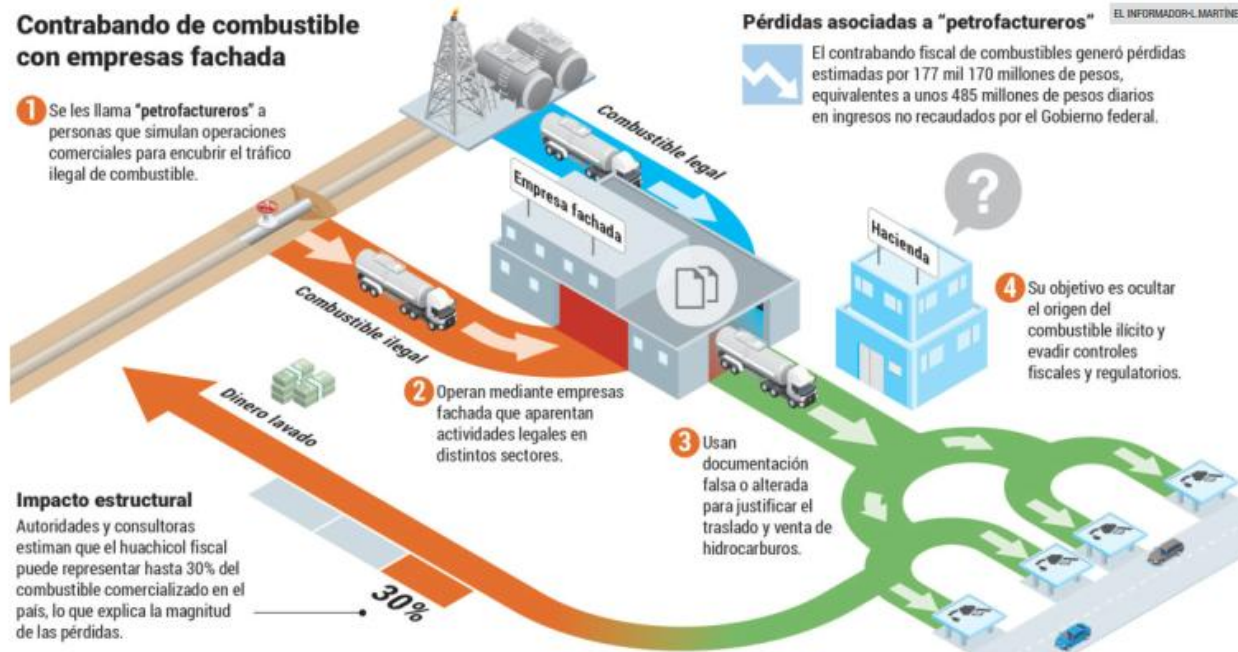 Contrabando de combustible
con empresas fachada
1 Se les llama "petrofactureros" a
personas que simulan operaciones
comerciales para encubrir el tráfico
ilegal de combustible.
EL INFORMADOR•L MARTÍNE
Pérdidas asociadas a "petrofactureros"
El contrabando fiscal de combustibles generó pérdidas
estimadas por 177 mil 170 millones de pesos,
equivalentes a unos 485 millones de pesos diarios
en ingresos no recaudados por el Gobierno federal.
Combustible legal
Empresa fachada
Combustible ilegal
Hacienda
?
2 Operan mediante empresas
fachada que aparentan
actividades legales en
distintos sectores.
3 Usan
documentación
falsa o alterada
para justificar el
traslado y venta de
hidrocarburos.
4 Su objetivo es ocultar
el origen del
combustible ilícito y
evadir controles
fiscales y regulatorios.
Dinero lavado
Impacto estructural
Autoridades y consultoras
estiman que el huachicol fiscal
puede representar hasta 30% del
combustible comercializado en el
país, lo que explica la magnitud
de las pérdidas.
30%